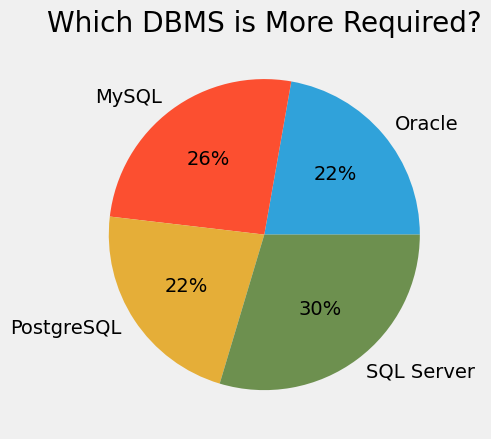 Which DBMS is More Required?
MySQL
Oracle
26%
22%
22%
30%
PostgreSQL
SQL Server